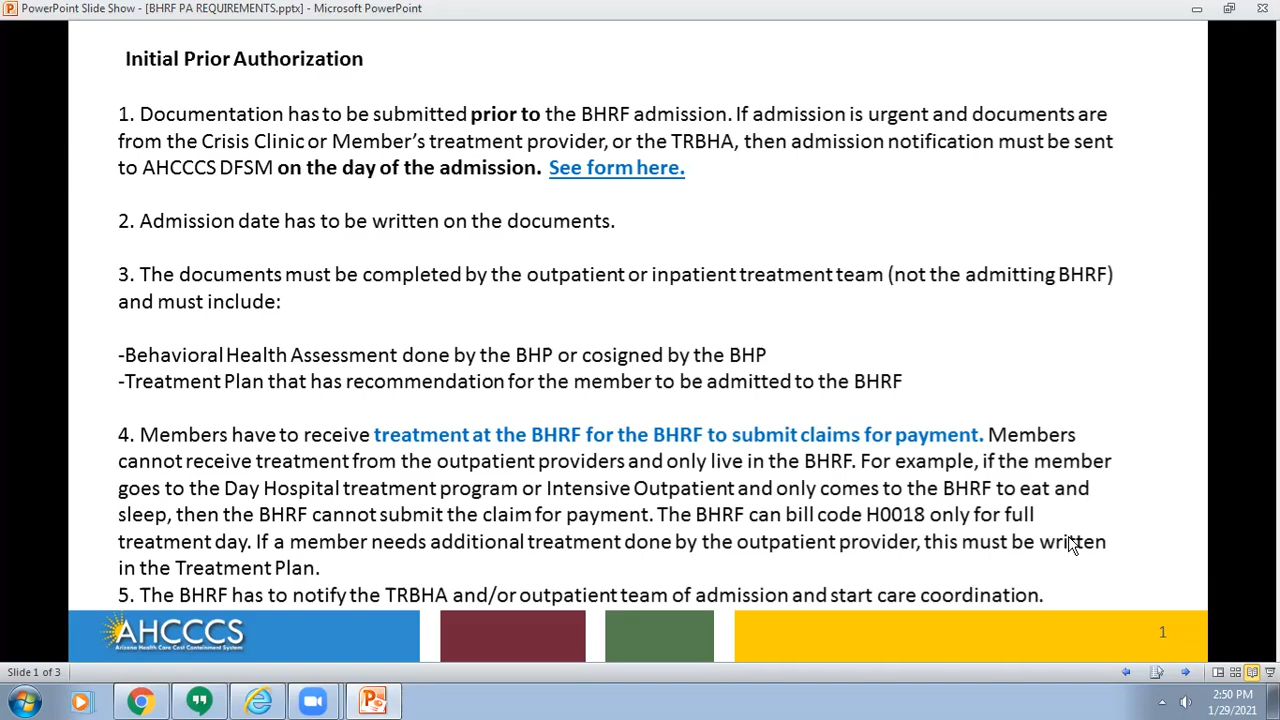 PowerPoint Slide Show - [BHRF PA REQUIREMENTS.pptx] - Microsoft PowerPoint
Initial Prior Authorization
1. Documentation has to be submitted prior to the BHRF admission. If admission is urgent and documents are
from the Crisis Clinic or Member's treatment provider, or the TRBHA, then admission notification must be sent
to AHCCCS DFSM on the day of the admission. See form here.
2. Admission date has to be written on the documents.
3. The documents must be completed by the outpatient or inpatient treatment team (not the admitting BHRF)
and must include:
-Behavioral Health Assessment done by the BHP or cosigned by the BHP
-Treatment Plan that has recommendation for the member to be admitted to the BHRF
4. Members have to receive treatment at the BHRF for the BHRF to submit claims for payment. Members
cannot receive treatment from the outpatient providers and only live in the BHRF. For example, if the member
goes to the Day Hospital treatment program or Intensive Outpatient and only comes to the BHRF to eat and
sleep, then the BHRF cannot submit the claim for payment. The BHRF can bill code H0018 only for full
treatment day. If a member needs additional treatment done by the outpatient provider, this must be written
in the Treatment Plan.
5. The BHRF has to notify the TRBHA and/or outpatient team of admission and start care coordination.
AHCCCS
Arizona Health Care Cost Containment System
1
Slide 1 of 3
2:50 PM
1/29/2021